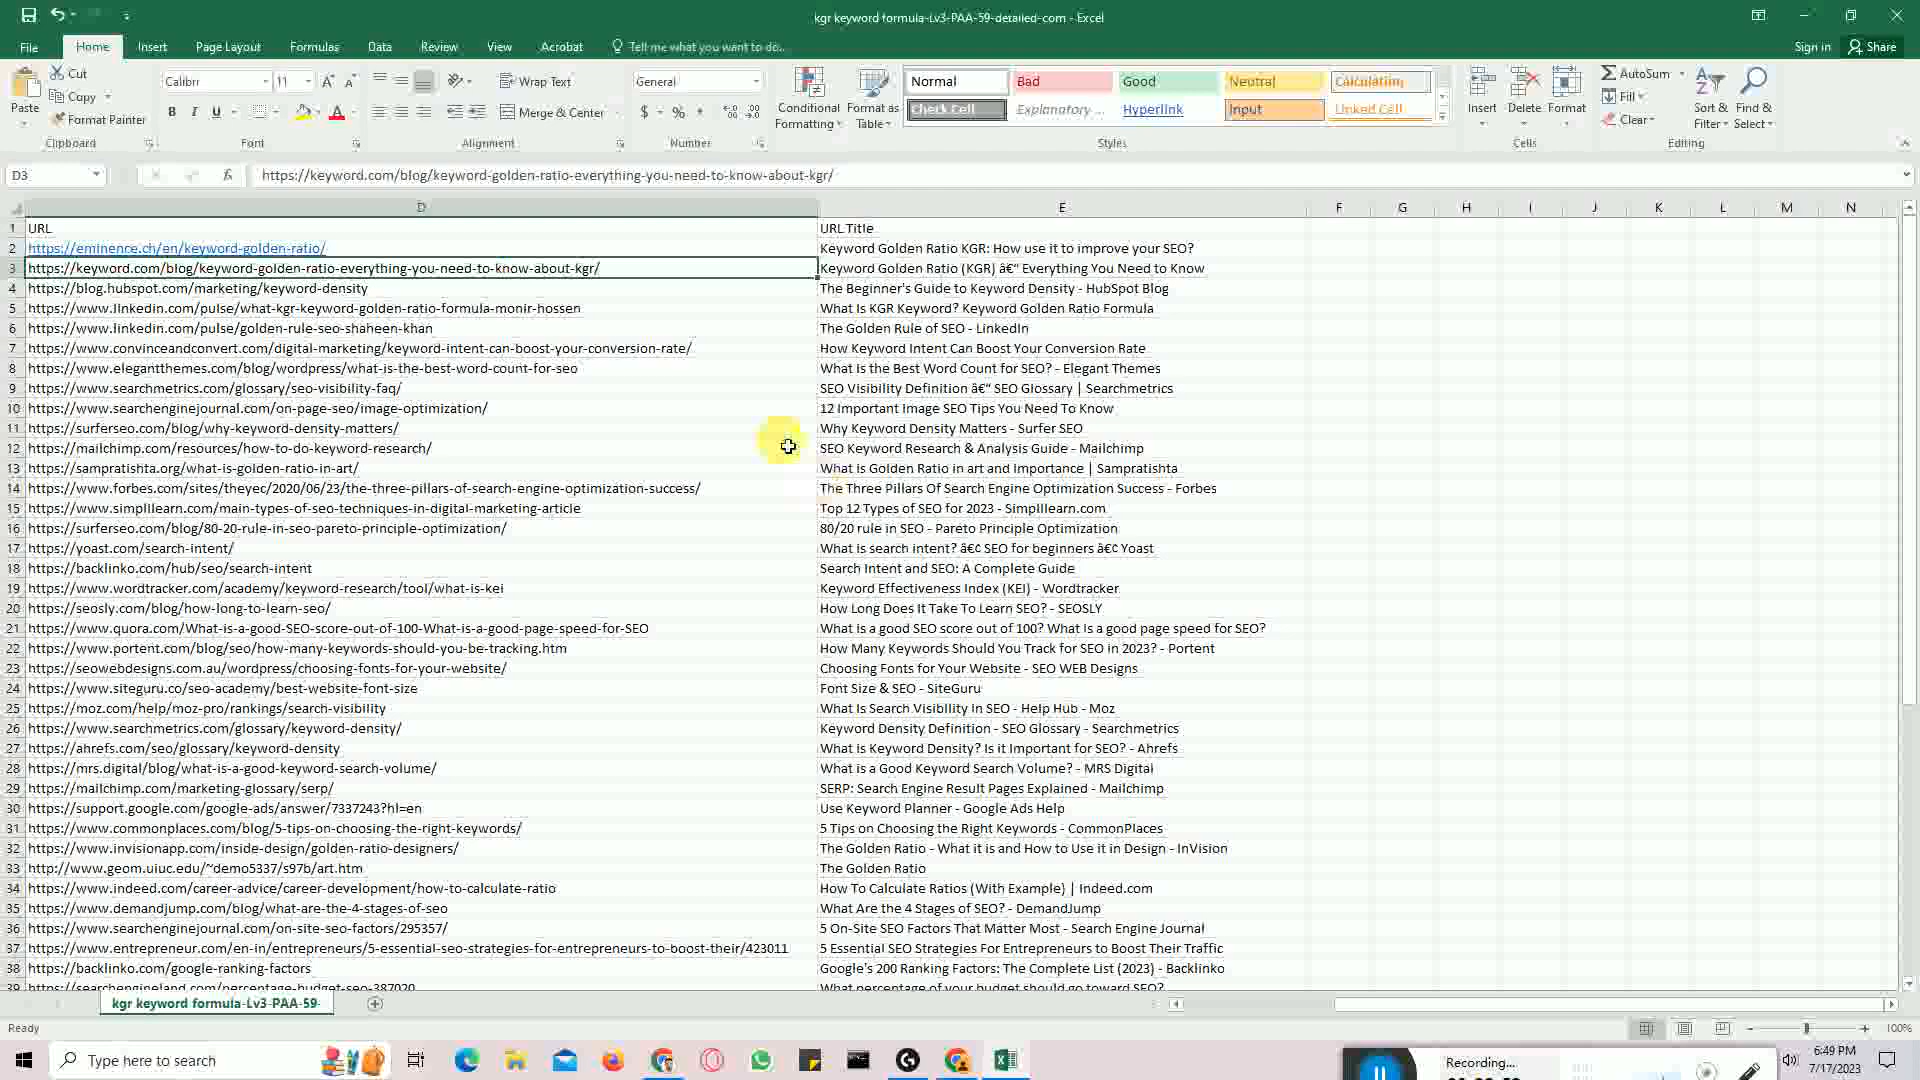 kgr keyword formula-Lv3-PAA-59-detailed-com - Excel
File Home Insert Page Layout Formulas Data Review View Acrobat Tell me what you want to do... Sign in Share
Cut
Copy
Format Painter
Paste
Calibri 11
B I U
Wrap Text
Merge & Center
General
$ %
Conditional Formatting
Format as Table
Normal Bad Good Neutral Calculation
Check Cell Explanatory ... Hyperlink Input Linked Cell
Insert Delete Format
AutoSum
Fill
Clear
Sort & Filter
Find & Select
Clipboard Font Alignment Number Styles Cells Editing
D3 fx https://keyword.com/blog/keyword-golden-ratio-everything-you-need-to-know-about-kgr/
D E F G H I J K L M N
1 URL URL Title
2 https://eminence.ch/en/keyword-golden-ratio/ Keyword Golden Ratio KGR: How use it to improve your SEO?
3 https://keyword.com/blog/keyword-golden-ratio-everything-you-need-to-know-about-kgr/ Keyword Golden Ratio (KGR) â€“ Everything You Need to Know
4 https://blog.hubspot.com/marketing/keyword-density The Beginner's Guide to Keyword Density - HubSpot Blog
5 https://www.linkedin.com/pulse/what-kgr-keyword-golden-ratio-formula-monir-hossen What Is KGR Keyword? Keyword Golden Ratio Formula
6 https://www.linkedin.com/pulse/golden-rule-seo-shaheen-khan The Golden Rule of SEO - LinkedIn
7 https://www.convinceandconvert.com/digital-marketing/keyword-intent-can-boost-your-conversion-rate/ How Keyword Intent Can Boost Your Conversion Rate
8 https://www.elegantthemes.com/blog/wordpress/what-is-the-best-word-count-for-seo What Is the Best Word Count for SEO? - Elegant Themes
9 https://www.searchmetrics.com/glossary/seo-visibility-faq/ SEO Visibility Definition â€“ SEO Glossary | Searchmetrics
10 https://www.searchenginejournal.com/on-page-seo/image-optimization/ 12 Important Image SEO Tips You Need To Know
11 https://surferseo.com/blog/why-keyword-density-matters/ Why Keyword Density Matters - Surfer SEO
12 https://mailchimp.com/resources/how-to-do-keyword-research/ SEO Keyword Research & Analysis Guide - Mailchimp
13 https://sampratishta.org/what-is-golden-ratio-in-art/ What is Golden Ratio in art and Importance | Sampratishta
14 https://www.forbes.com/sites/theyec/2020/06/23/the-three-pillars-of-search-engine-optimization-success/ The Three Pillars Of Search Engine Optimization Success - Forbes
15 https://www.simplilearn.com/main-types-of-seo-techniques-in-digital-marketing-article Top 12 Types of SEO for 2023 - Simplilearn.com
16 https://surferseo.com/blog/80-20-rule-in-seo-pareto-principle-optimization/ 80/20 rule in SEO - Pareto Principle Optimization
17 https://yoast.com/search-intent/ What is search intent? â€¢ SEO for beginners â€¢ Yoast
18 https://backlinko.com/hub/seo/search-intent Search Intent and SEO: A Complete Guide
19 https://www.wordtracker.com/academy/keyword-research/tool/what-is-kei Keyword Effectiveness Index (KEI) - Wordtracker
20 https://seosly.com/blog/how-long-to-learn-seo/ How Long Does It Take To Learn SEO? - SEOSLY
21 https://www.quora.com/What-is-a-good-SEO-score-out-of-100-What-is-a-good-page-speed-for-SEO What is a good SEO score out of 100? What is a good page speed for SEO?
22 https://www.portent.com/blog/seo/how-many-keywords-should-you-be-tracking.htm How Many Keywords Should You Track for SEO in 2023? - Portent
23 https://seowebdesigns.com.au/wordpress/choosing-fonts-for-your-website/ Choosing Fonts for Your Website - SEO WEB Designs
24 https://www.siteguru.co/seo-academy/best-website-font-size Font Size & SEO - SiteGuru
25 https://moz.com/help/moz-pro/rankings/search-visibility What Is Search Visibility In SEO - Help Hub - Moz
26 https://www.searchmetrics.com/glossary/keyword-density/ Keyword Density Definition - SEO Glossary - Searchmetrics
27 https://ahrefs.com/seo/glossary/keyword-density What is Keyword Density? Is it Important for SEO? - Ahrefs
28 https://mrs.digital/blog/what-is-a-good-keyword-search-volume/ What is a Good Keyword Search Volume? - MRS Digital
29 https://mailchimp.com/marketing-glossary/serp/ SERP: Search Engine Result Pages Explained - Mailchimp
30 https://support.google.com/google-ads/answer/7337243?hl=en Use Keyword Planner - Google Ads Help
31 https://www.commonplaces.com/blog/5-tips-on-choosing-the-right-keywords/ 5 Tips on Choosing the Right Keywords - CommonPlaces
32 https://www.invisionapp.com/inside-design/golden-ratio-designers/ The Golden Ratio - What it is and How to Use it in Design - InVision
33 http://www.geom.uiuc.edu/~demo5337/s97b/art.htm The Golden Ratio
34 https://www.indeed.com/career-advice/career-development/how-to-calculate-ratio How To Calculate Ratios (With Example) | Indeed.com
35 https://www.demandjump.com/blog/what-are-the-4-stages-of-seo What Are the 4 Stages of SEO? - DemandJump
36 https://www.searchenginejournal.com/on-site-seo-factors/295357/ 5 On-Site SEO Factors That Matter Most - Search Engine Journal
37 https://www.entrepreneur.com/en-in/entrepreneurs/5-essential-seo-strategies-for-entrepreneurs-to-boost-their/423011 5 Essential SEO Strategies For Entrepreneurs to Boost Their Traffic
38 https://backlinko.com/google-ranking-factors Google's 200 Ranking Factors: The Complete List (2023) - Backlinko
39 https://searchengineland.com/percentage-budget-seo-387020 What percentage of your budget should go toward SEO?
kgr keyword formula-Lv3-PAA-59-
Ready 100%
Type here to search
Recording...
6:49 PM
7/17/2023